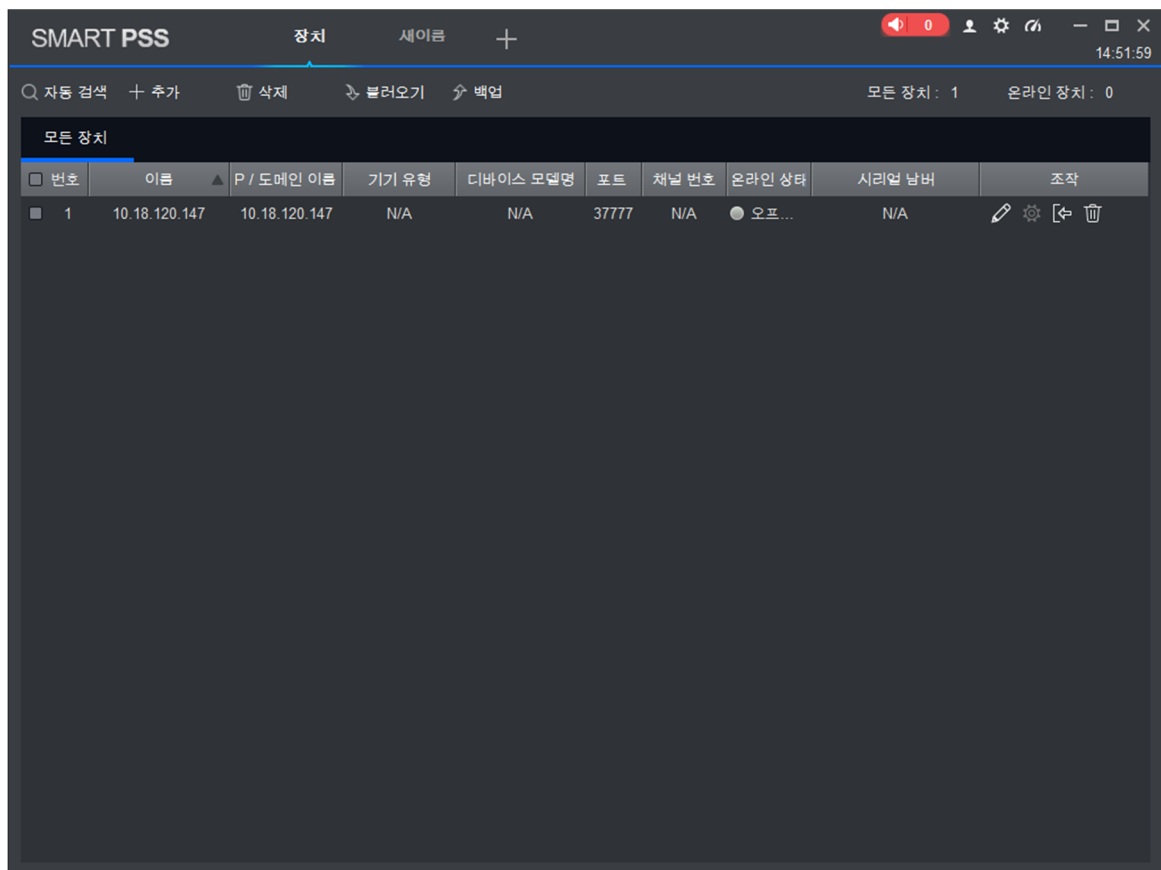 SMART PSS 장치 새이름 0
14:51:59
자동 검색 추가 삭제 불러오기 백업 모든 장치 : 1 온라인 장치 : 0
모든 장치
번호 이름 P / 도메인 이름 기기 유형 디바이스 모델명 포트 채널 번호 온라인 상태 시리얼 남버 조작
1 10.18.120.147 10.18.120.147 N/A N/A 37777 N/A 오프... N/A